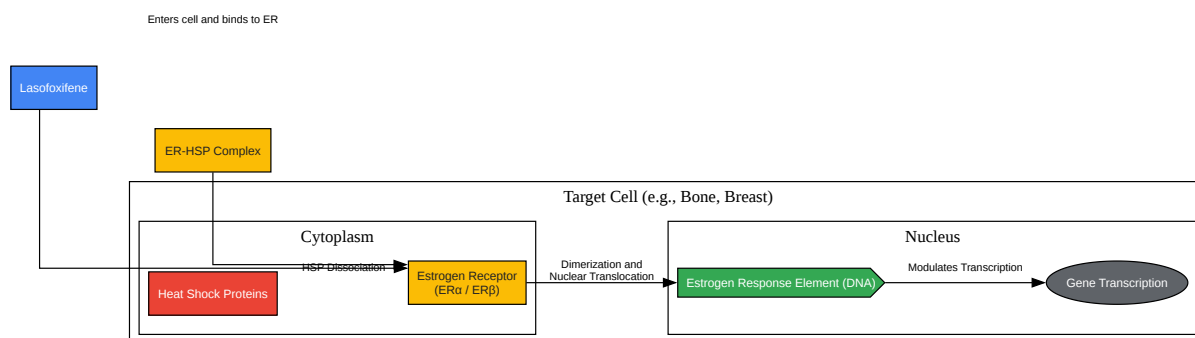 Enters cell and binds to ER
Lasofoxifene
ER-HSP Complex
Target Cell (e.g., Bone, Breast)
Cytoplasm
Nucleus
HSP Dissociation
Heat Shock Proteins
Estrogen Receptor
(ERα / ERβ)
Dimerization and
Nuclear Translocation
Estrogen Response Element (DNA)
Modulates Transcription
Gene Transcription